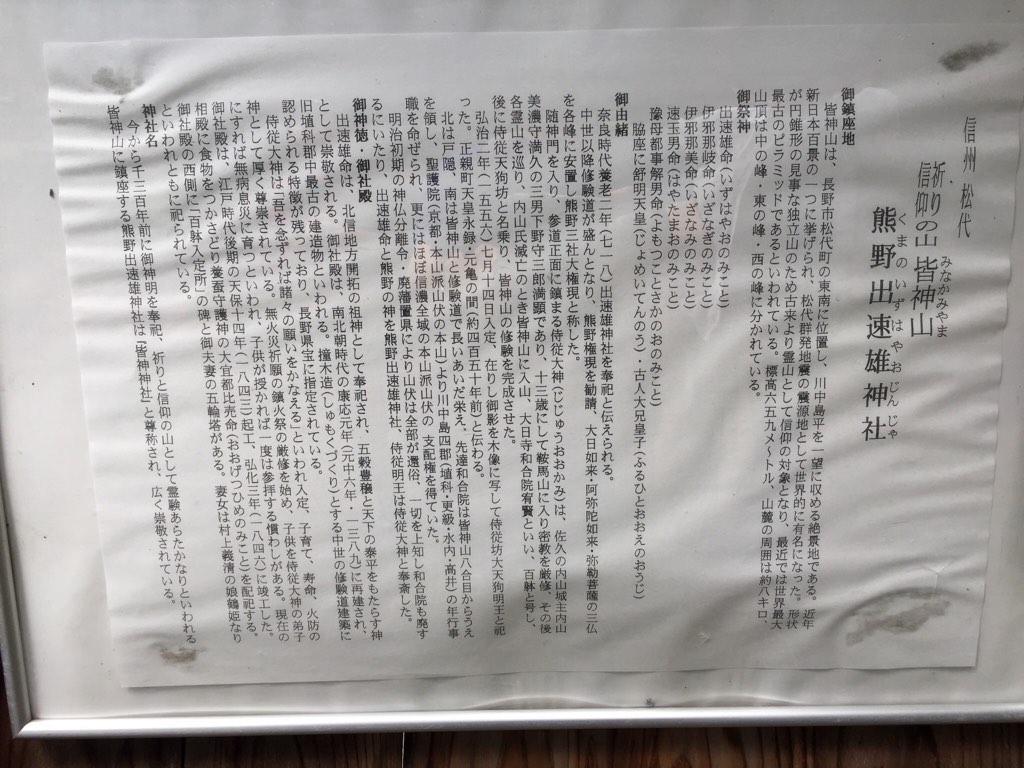 信州 松代
祈り・信仰の山 皆神山
みなかみやま
熊野出速雄神社
くまのいずはやおじんじゃ
御鎮座地
皆神山は、長野市松代町の東南に位置し、川中島平を一望に収める絶景地である。近年
新日本百景の一つに挙げられ、松代群発地震の震源地として世界的に有名になった。形状
が円錐形の見事な独立山のため古来より霊山として信仰の対象となり、最近では世界最大
最古のピラミッドであるといわれている。標高六五九メートル、山麓の周囲は約八キロ、
山頂は中の峰・東の峰・西の峰に分かれている。
御祭神
出速雄命(いずはやおのみこと)
伊邪那岐命(いざなぎのみこと)
伊邪那美命(いざなみのみこと)
速玉男命(はやたまおのみこと)
豫母都事解男命(よもつことさかのおのみこと)
脇座に舒明天皇(じょめいてんのう)・古人大兄皇子(ふるひとおおえのおうじ)
御由緒
奈良時代養老二年(七一八)出速雄神社を奉祀と伝えられる。
中世以降修験道が盛んとなり、熊野権現を勧請、大日如来・阿弥陀如来・弥勒菩薩の三仏
を各峰に安置し熊野三社大権現と称した。
随神門を入り、参道正面に鎮まる侍従大神(じじゅうおおかみ)は、佐久の内山城主内山
美濃守満久の三男下野守三郎満顕であり、十三歳にして鞍馬山に入り密教を厳修、その後
各霊山を巡り、内山氏滅亡のとき皆神山に入山、大日寺和合院宥賢といい、百躰と号し、
後に侍従天狗坊と名乗り、皆神山の修験を完成させた。
弘治二年(一五五六)七月十四日入定、在りし御影を木像に写して侍従坊大天狗明王と祀
った。正親町天皇永禄・元亀の間(約四百五十年前)と伝わる。
北は戸隠、南は皆神山と修験道で長いあいだ栄え、先達和合院は皆神山八合目からうえ
を領し、聖護院(京都・本山派山伏の本山)より川中島四郡(埴科・更級・水内・高井)の年行事
職を命ぜられ、更にはほぼ信濃全域の本山派山伏の 支配権を得ていた。
明治初期の神仏分離令・廃藩置県により山伏は全部が還俗、一切を上知し和合院も廃す
るにいたり、出速雄命と熊野の神を熊野出速雄神社、侍従明王は侍従大神と奉斎した。
御神徳・御社殿
出速雄命は、北信地方開拓の祖神として奉祀され、五穀豊穣と天下の泰平をもたらす神
として崇敬される。御社殿は、南北朝時代の康応元年(元中六年・一三八九)に再建され、
旧埴科郡中最古の建造物といわれる。撞木造(しゅもくづくり)とする中世の修験道建築に
認められる特徴が残っており、長野県宝に指定されている。
侍従大神は「吾を念ずれば諸々の願いをかなえる」といわれ入定、子育て、寿命、火防の
神として厚く尊崇されている。無火災祈願の鎮火祭の厳修を始め、子供を侍従大神の弟子
にすれば無病息災に育つといわれ、子供が授かれば一度は参拝する慣わしがある。現在の
御社殿は、江戸時代後期の天保十四年(一八四三)起工、弘化三年(一八四六)に竣工した。
相殿に食物をつかさどり養蚕守護神の大宜都比売命(おおげつひめのみこと)を配祀する。
御社殿の西側に「百躰入定所」の碑と御夫妻の五輪塔がある。妻女は村上義清の娘鶴姫なり
といわれともに祀られている。
神社名
今から千三百年前に御神明を奉祀、祈りと信仰の山として霊験あらたかなりといわれる
皆神山に鎮座する熊野出速雄神社は「皆神神社」と尊称され、広く崇敬されている。